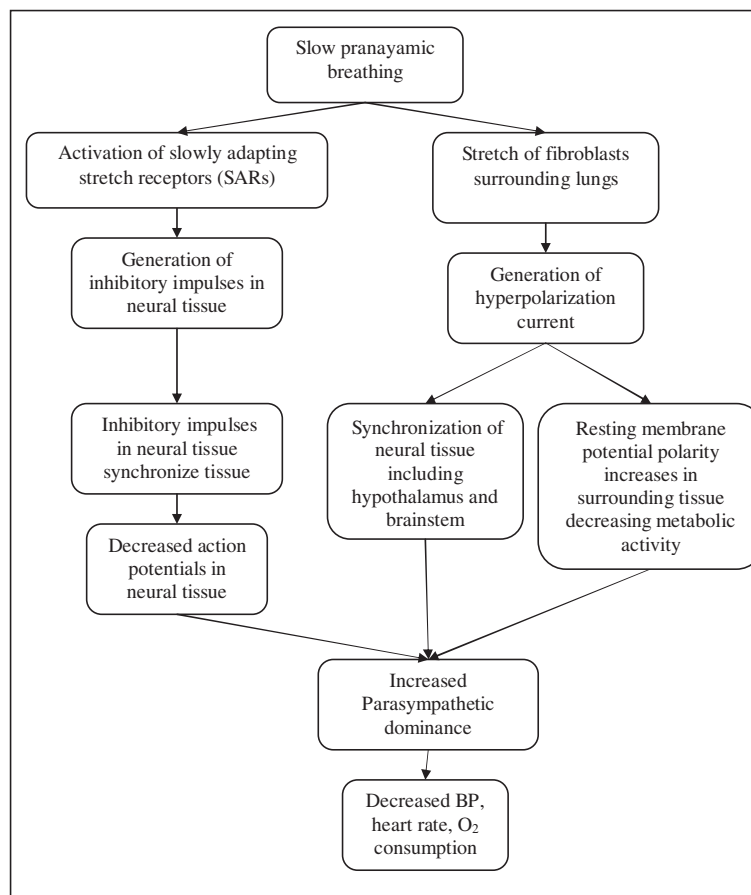 Slow pranayamic
breathing
Activation of slowly adapting
stretch receptors (SARs)
Stretch of fibroblasts
surrounding lungs
Generation of
inhibitory impulses in
neural tissue
Generation of
hyperpolarization
current
Inhibitory impulses
in neural tissue
synchronize tissue
Synchronization of
neural tissue
including
hypothalamus and
brainstem
Resting membrane
potential polarity
increases in
surrounding tissue
decreasing metabolic
activity
Decreased action
potentials in
neural tissue
Increased
Parasympathetic
dominance
Decreased BP,
heart rate, O₂
consumption